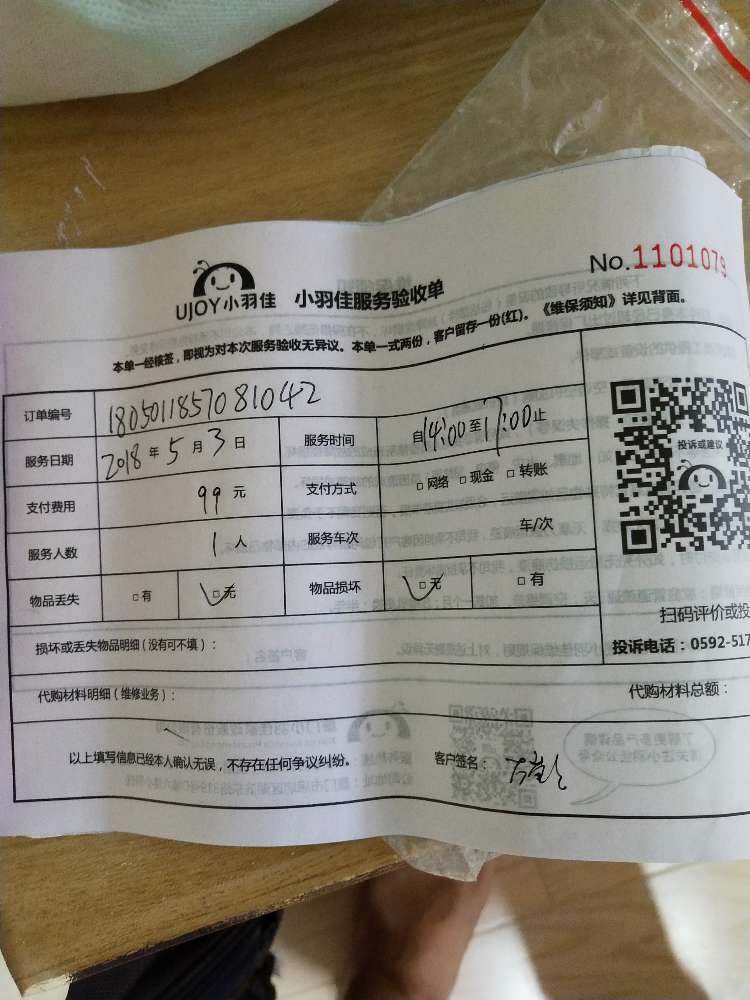 No.1101079
UJOY小羽佳 小羽佳服务验收单
本单一经核签，即视为对本次服务验收无异议。本单一式两份，客户留存一份(红)。《维保须知》详见背面。
订单编号 1805011857081042
服务日期 2018年5月3日 服务时间 自14:00至17:00止
支付费用 99元 支付方式 □网络 □现金 □转账
服务人数 1人 服务车次 车/次
物品丢失 □有 □无 物品损坏 □无 □有
投诉或建议
扫码评价或投
投诉电话：0592-517
损坏或丢失物品明细（没有可不填）：
代购材料明细（维修业务）： 代购材料总额：
以上填写信息已经本人确认无误，不存在任何争议纠纷。 客户签名：